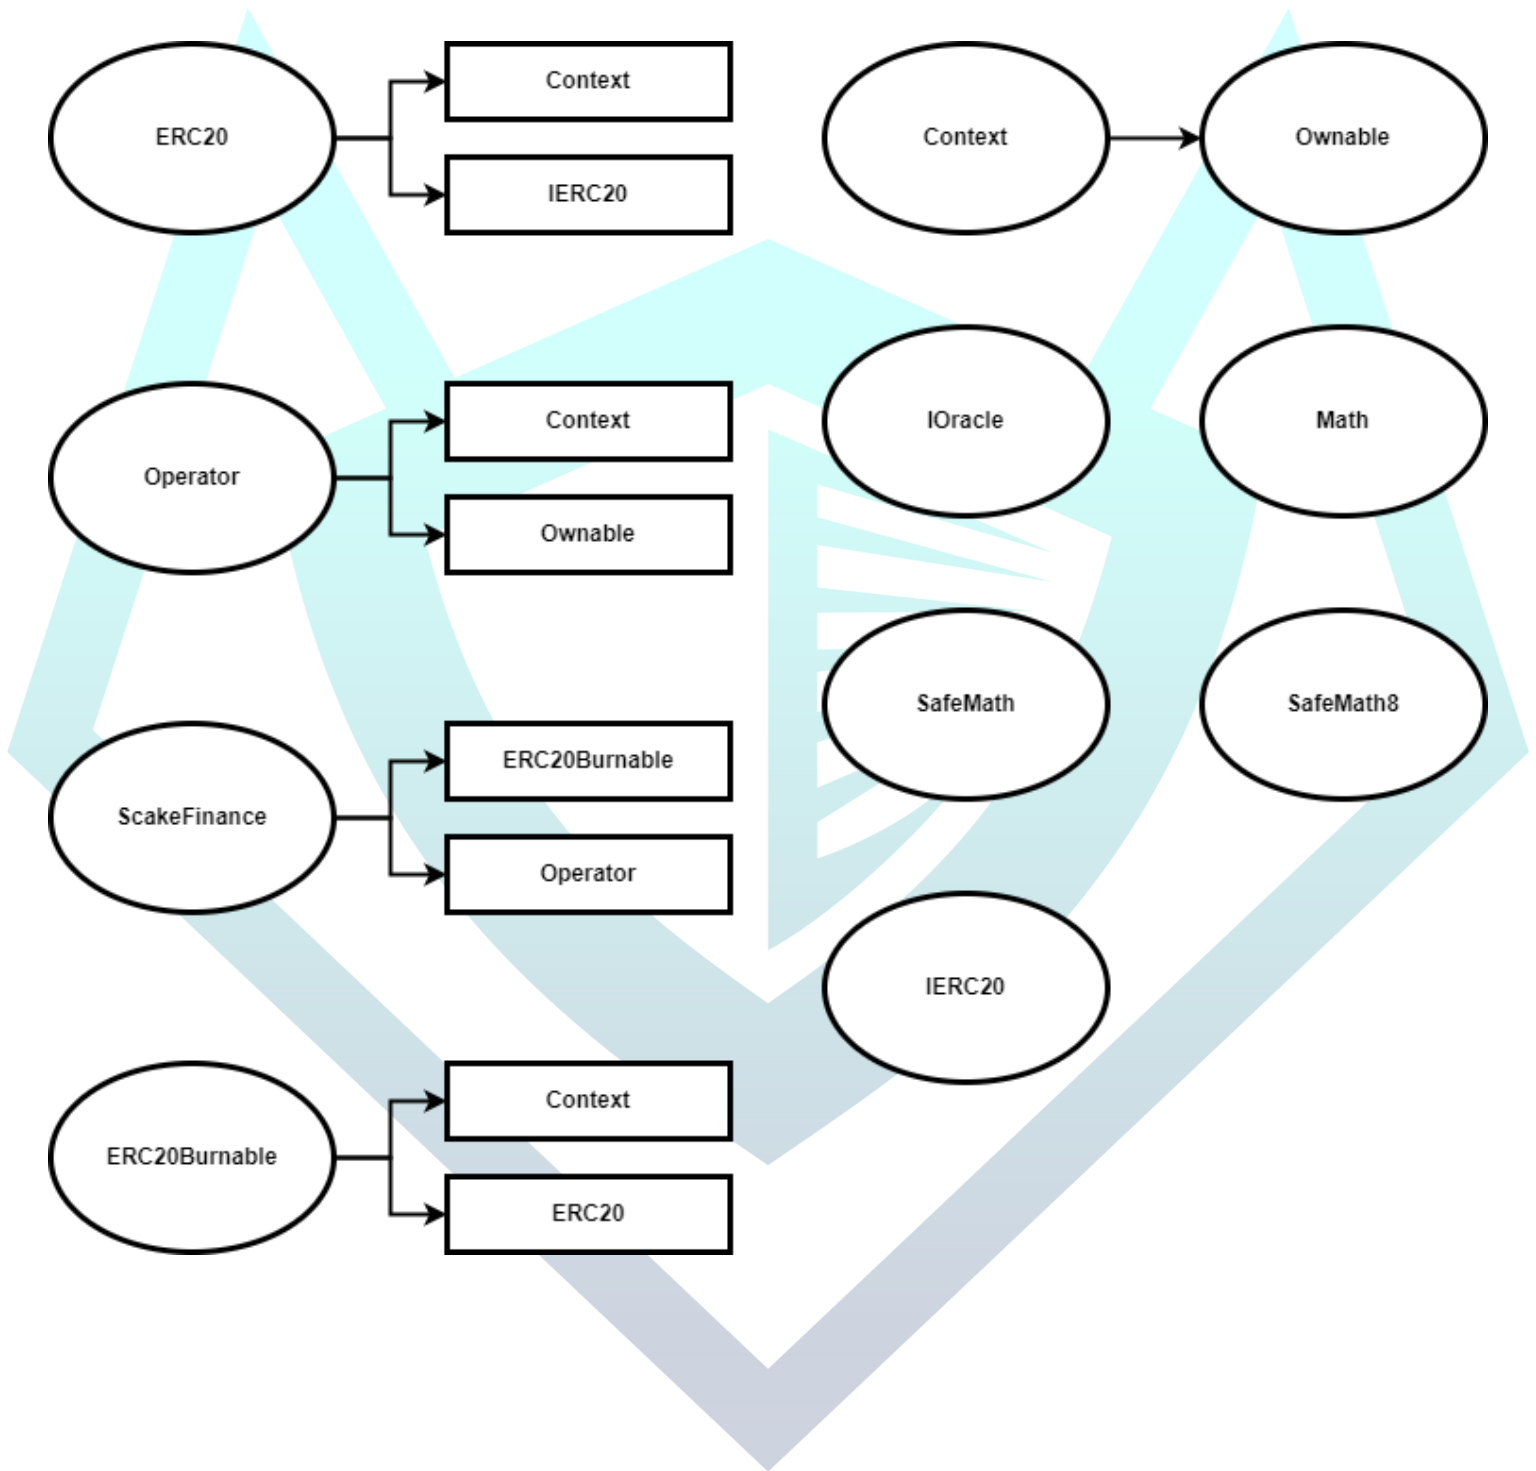 ERC20
Context
IERC20
Context
Ownable
Operator
Context
Ownable
IOracle
Math
ScakeFinance
ERC20Burnable
Operator
SafeMath
SafeMath8
IERC20
ERC20Burnable
Context
ERC20